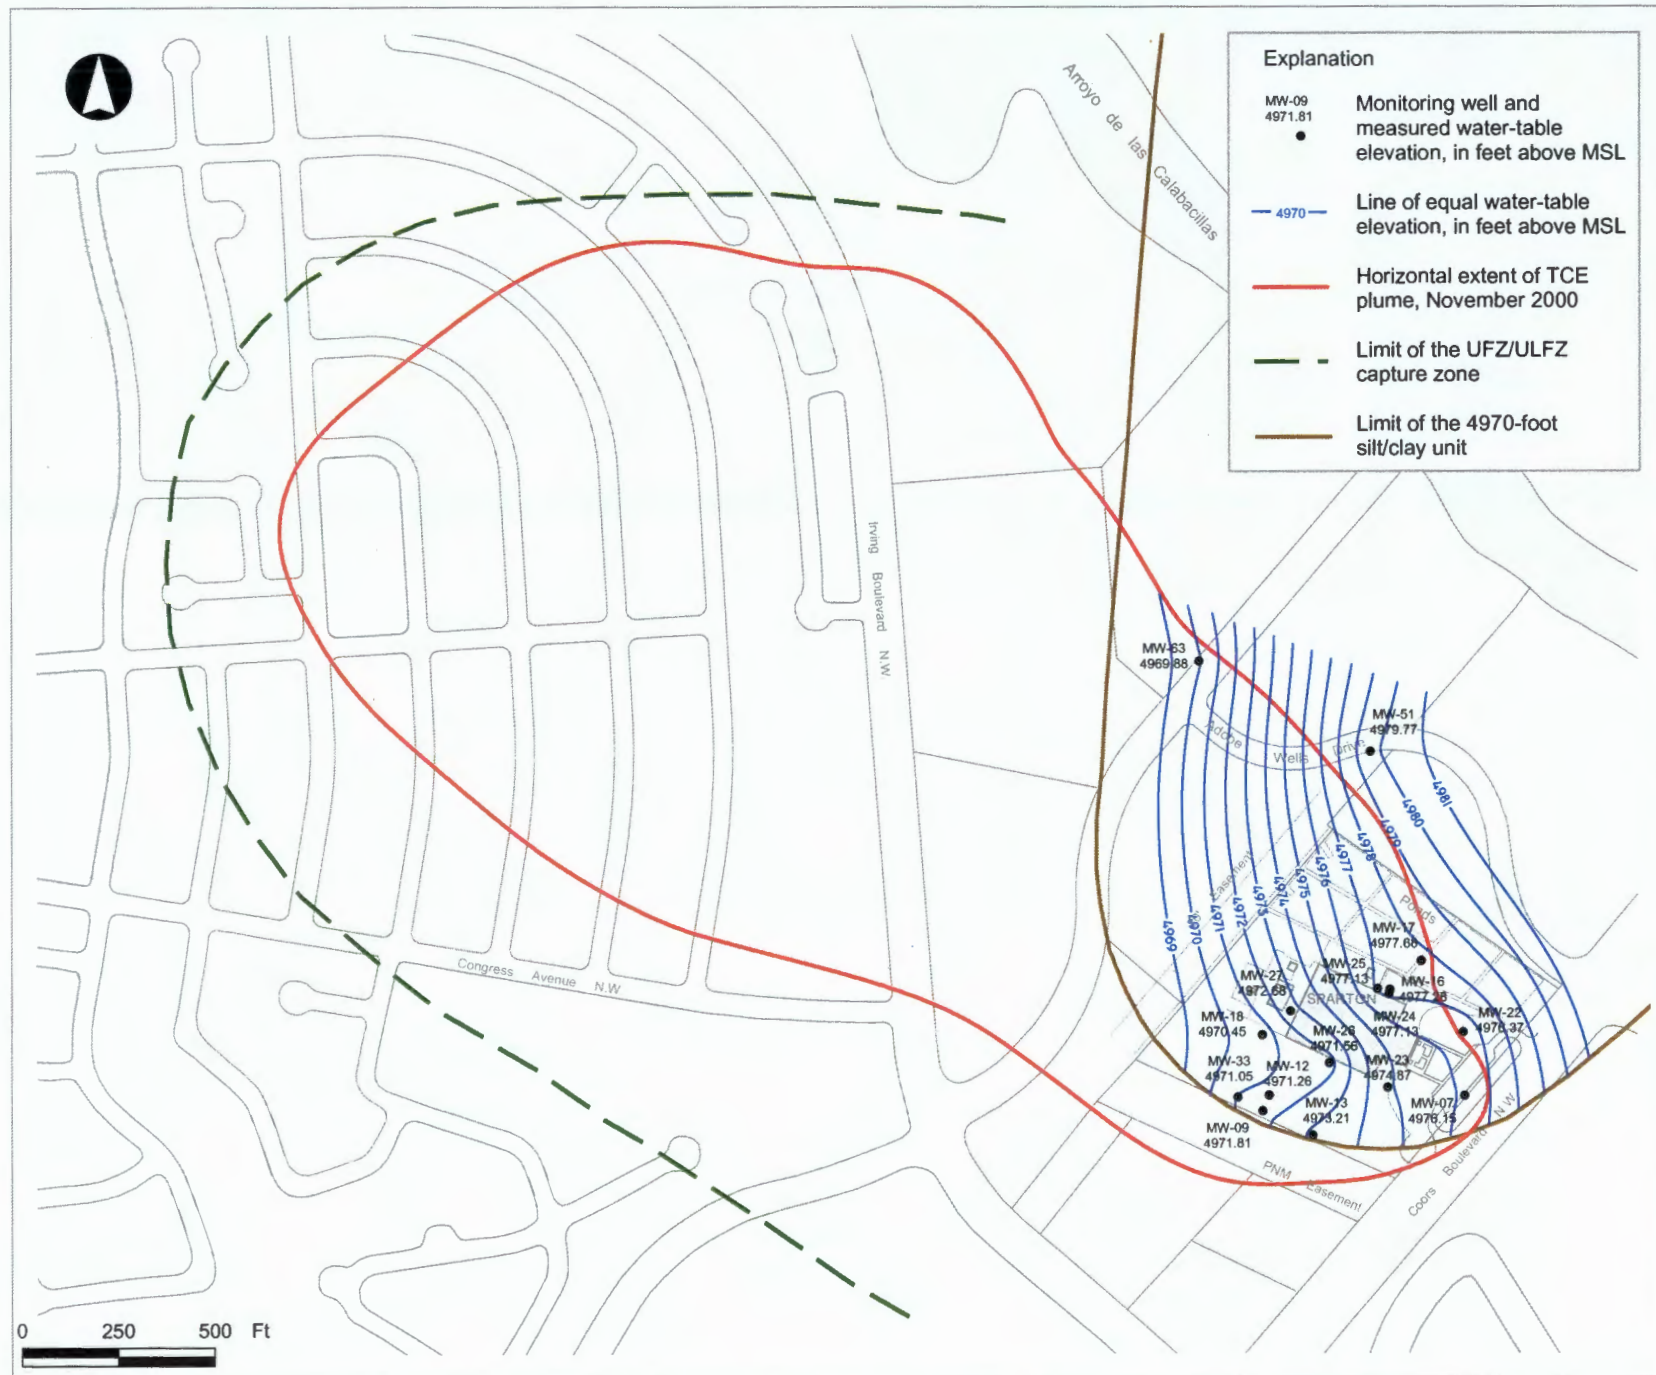 Explanation
MW-09
4971.81
Monitoring well and
measured water-table
elevation, in feet above MSL
4970
Line of equal water-table
elevation, in feet above MSL
Horizontal extent of TCE
plume, November 2000
Limit of the UFZ/ULFZ
capture zone
Limit of the 4970-foot
silt/clay unit
Arroyo de las Calabacillas
Irving Boulevard N.W
MW-63
4969.88
MW-51
4979.77
Adobe Wells Drive
4981
4980
4979
4978
4977
4976
4975
4974
4973
4972
4971
4970
4969
Easement
Ponds
MW-17
4977.68
MW-25
4977.13
MW-16
MW-27
4972.68
SPARTON
MW-18
4970.45
MW-24
4977.13
MW-22
4976.37
MW-26
4971.56
MW-33
4971.05
MW-12
4971.26
MW-23
4974.87
MW-13
4973.21
MW-07
4976.15
MW-09
4971.81
Congress Avenue N.W
PNM Easement
Coors Boulevard N W
0 250 500 Ft